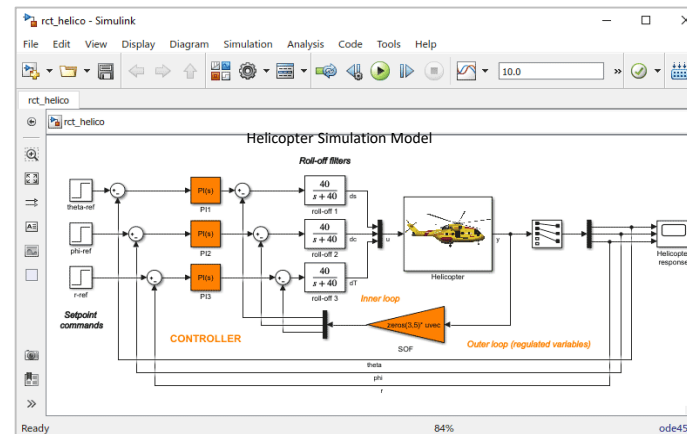 rct_helico - Simulink
File Edit View Display Diagram Simulation Analysis Code Tools Help
10.0 »
rct_helico
rct_helico
Helicopter Simulation Model
Roll-off filters
theta-ref
PI(s)
PI1
40
s + 40
roll-off 1
ds
phi-ref
PI(s)
PI2
40
s + 40
roll-off 2
dc
u
Helicopter
y
Helicopter
response
r-ref
PI(s)
PI3
40
s + 40
roll-off 3
dT
Setpoint
commands
CONTROLLER
Inner loop
zeros(3,5)* uvec
SOF
Outer loop (regulated variables)
theta
phi
r
»
Ready 84% ode45